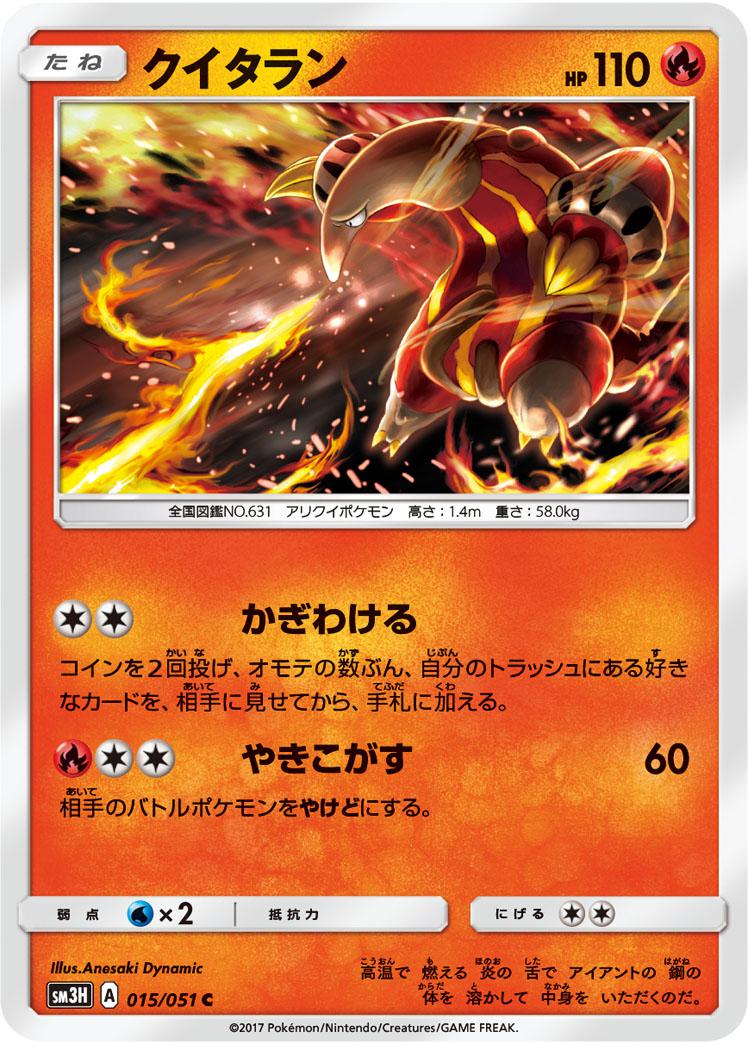 たね クイタラン HP 110
全国図鑑NO.631 アリクイポケモン 高さ：1.4m 重さ：58.0kg
かぎわける
コインを2回投げ、オモテの数ぶん、自分のトラッシュにある好き
なカードを、相手に見せてから、手札に加える。
やきこがす 60
相手のバトルポケモンをやけどにする。
弱点 ×2 抵抗力 にげる
Illus.Anesaki Dynamic
高温で 燃える 炎の 舌で アイアントの 鋼の
体を 溶かして 中身を いただくのだ。
SM3H A 015/051 C
©2017 Pokémon/Nintendo/Creatures/GAME FREAK.